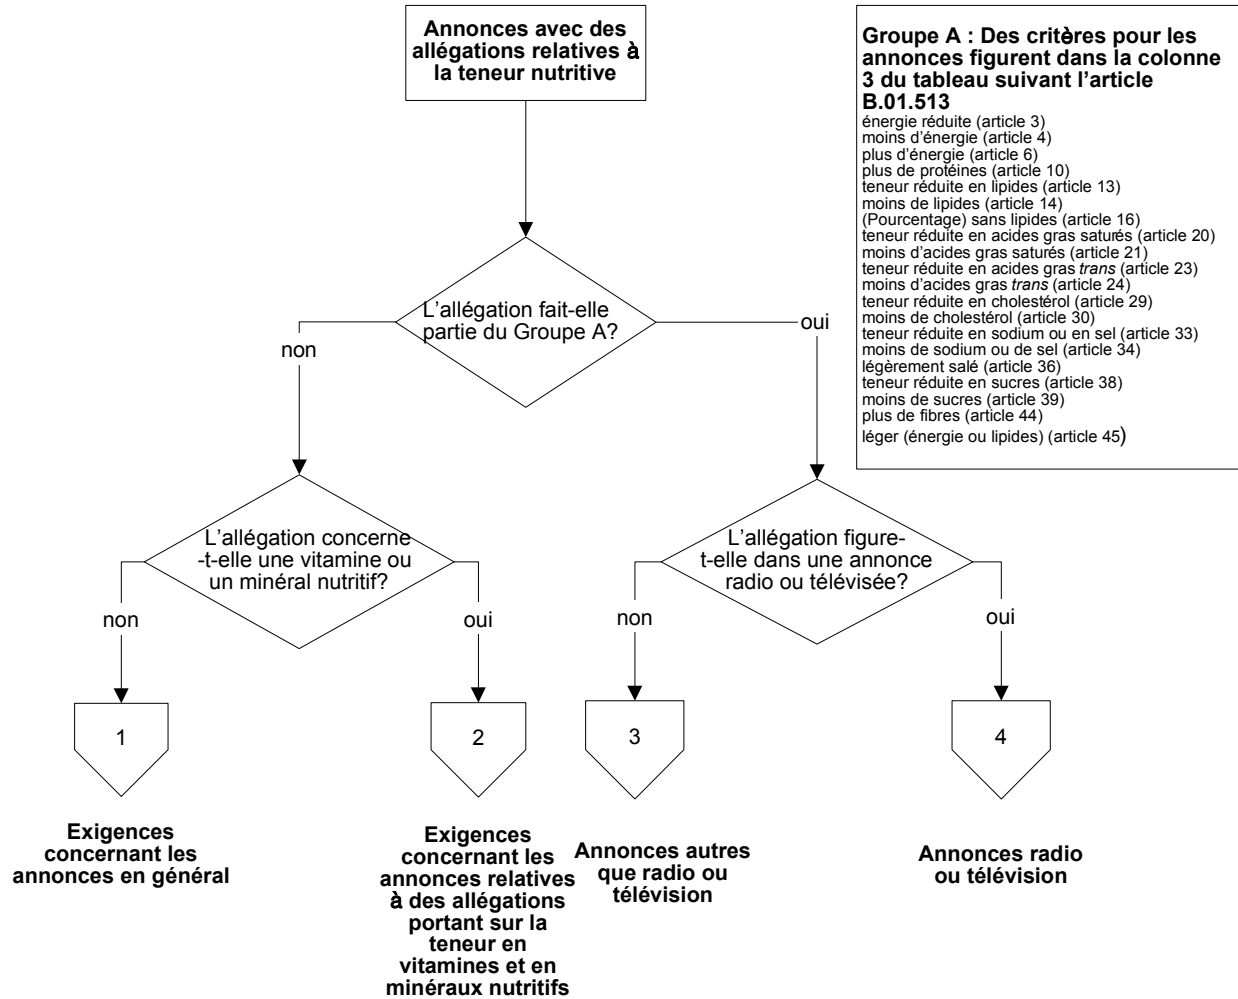 Annonces avec des
allégations relatives à
la teneur nutritive
Groupe A : Des critères pour les
annonces figurent dans la colonne
3 du tableau suivant l’article
B.01.513
énergie réduite (article 3)
moins d’énergie (article 4)
plus d’énergie (article 6)
plus de protéines (article 10)
teneur réduite en lipides (article 13)
moins de lipides (article 14)
(Pourcentage) sans lipides (article 16)
teneur réduite en acides gras saturés (article 20)
moins d’acides gras saturés (article 21)
teneur réduite en acides gras trans (article 23)
moins d’acides gras trans (article 24)
teneur réduite en cholestérol (article 29)
moins de cholestérol (article 30)
teneur réduite en sodium ou en sel (article 33)
moins de sodium ou de sel (article 34)
légèrement salé (article 36)
teneur réduite en sucres (article 38)
moins de sucres (article 39)
plus de fibres (article 44)
léger (énergie ou lipides) (article 45)
L’allégation fait-elle
partie du Groupe A?
non
oui
L’allégation concerne
-t-elle une vitamine ou
un minéral nutritif?
L’allégation figure-
t-elle dans une annonce
radio ou télévisée?
non
oui
non
oui
1
2
3
4
Exigences
concernant les
annonces en général
Exigences
concernant les
annonces relatives
à des allégations
portant sur la
teneur en
vitamines et en
minéraux nutritifs
Annonces autres
que radio ou
télévision
Annonces radio
ou télévision